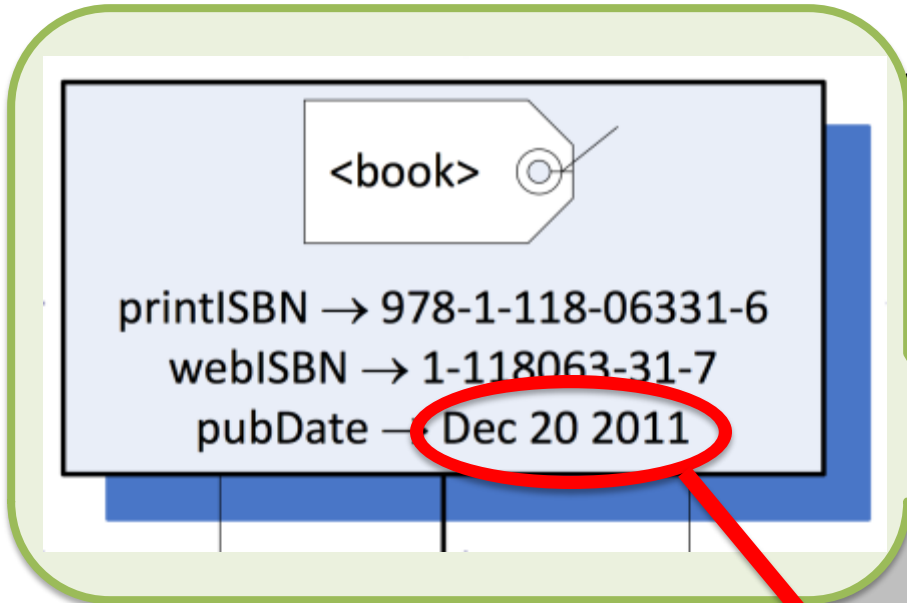 <book>
printISBN → 978-1-118-06331-6
webISBN → 1-118063-31-7
pubDate → Dec 20 2011